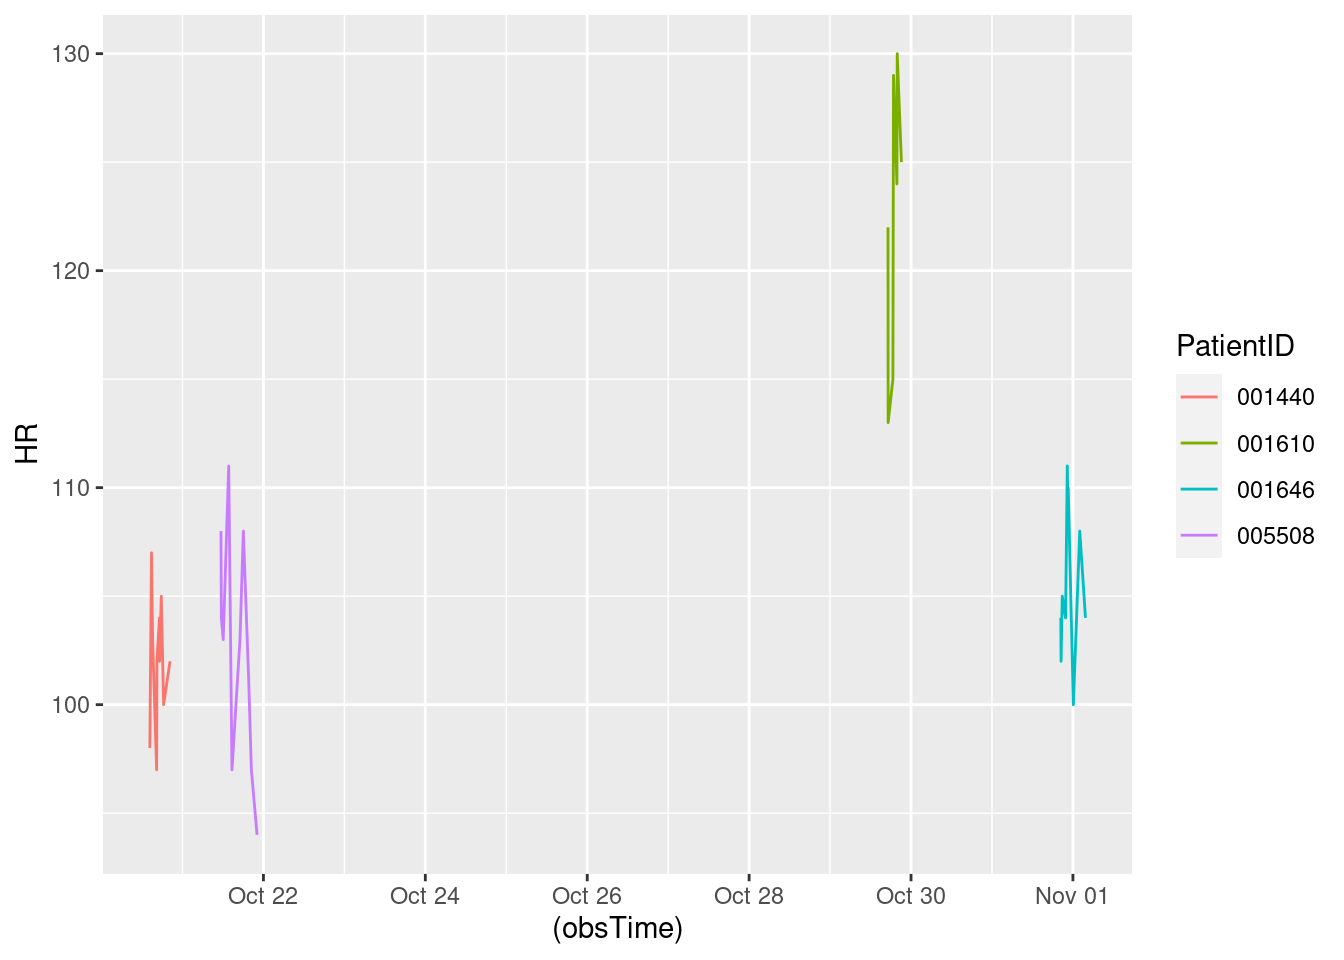 130
120
110
100
HR
Oct 22
Oct 24
Oct 26
Oct 28
Oct 30
Nov 01
(obsTime)
PatientID
001440
001610
001646
005508